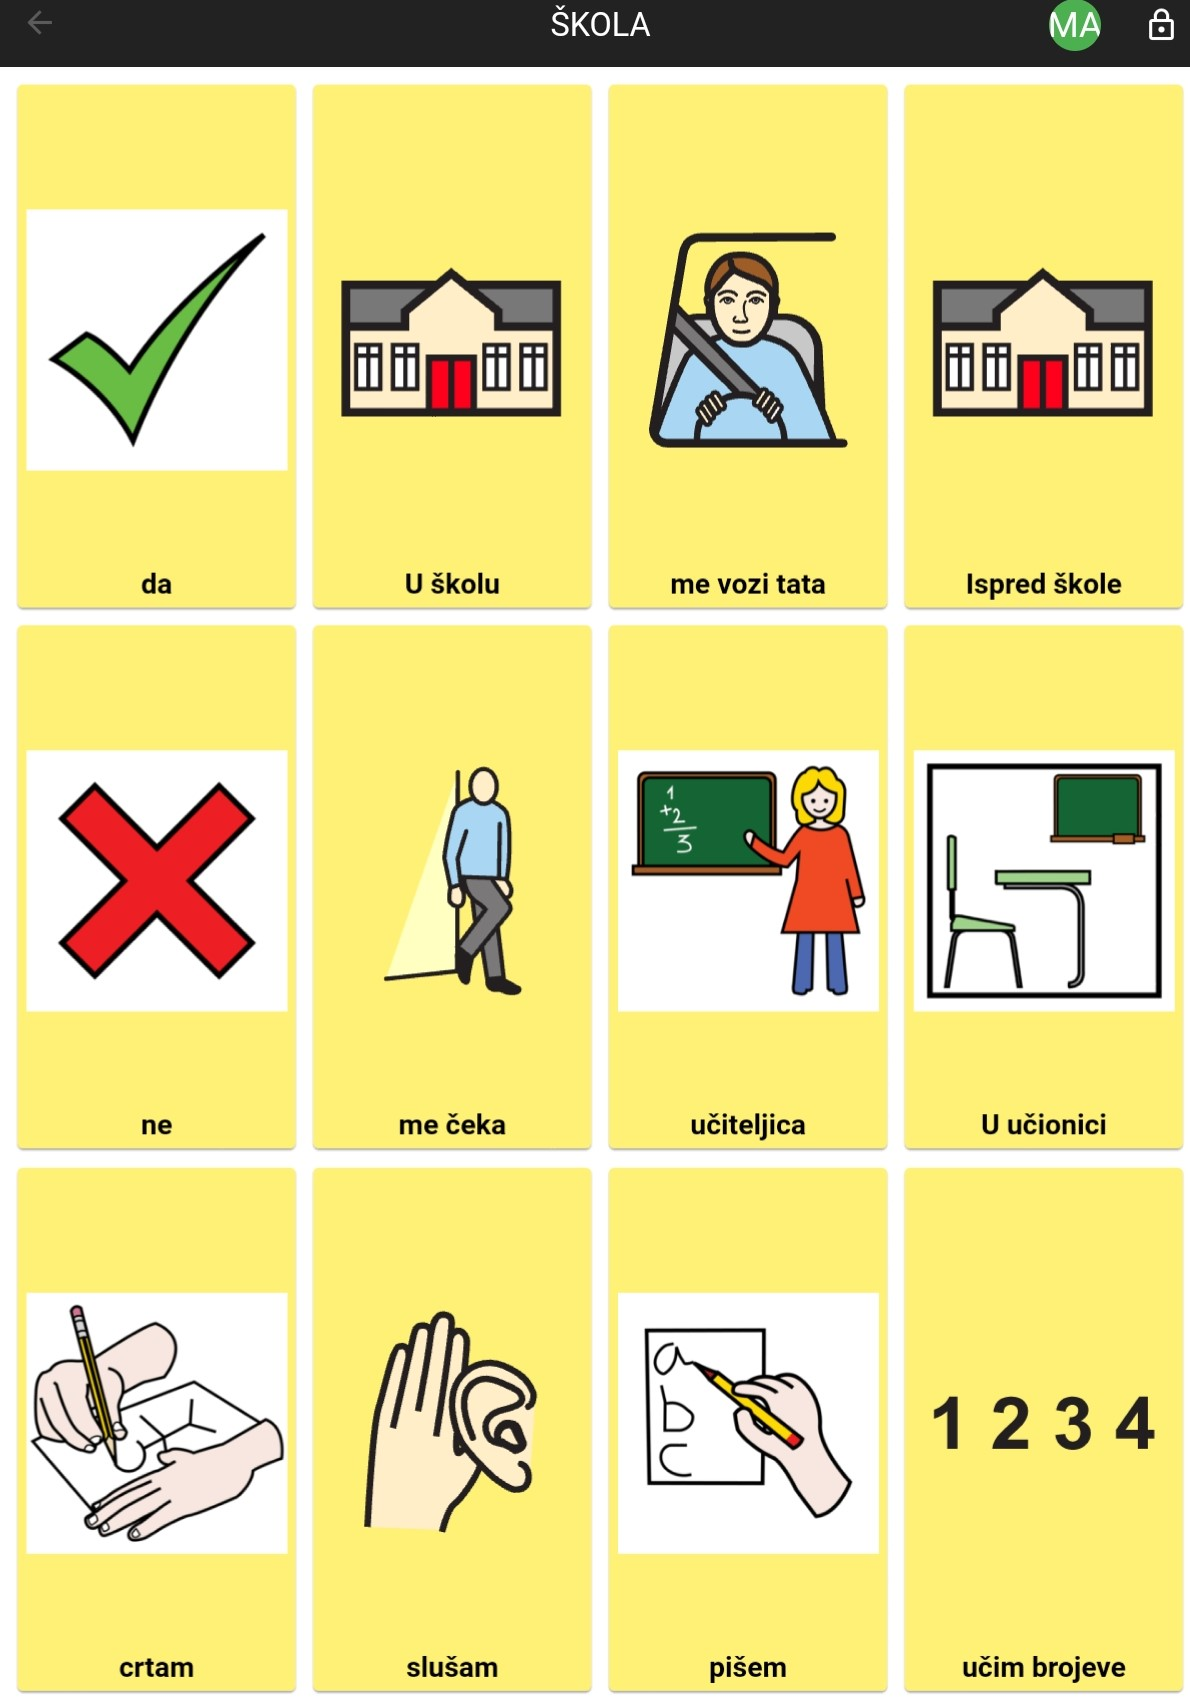 ŠKOLA
MA
da
U školu
me vozi tata
Ispred škole
ne
me čeka
1
+2
3
učiteljica
U učionici
crtam
slušam
a
b
c
pišem
1 2 3 4
učim brojeve